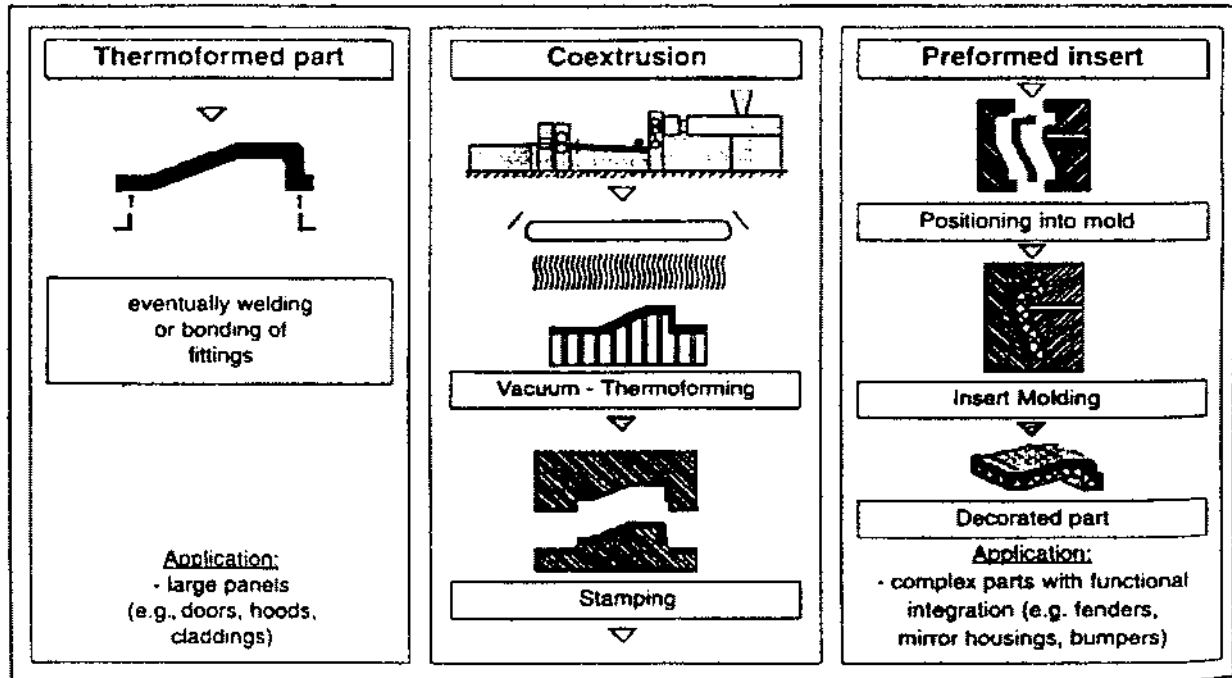 Thermoformed part
eventually welding
or bonding of
fittings
Application:
- large panels
(e.g., doors, hoods,
claddings)
Coextrusion
Vacuum - Thermoforming
Stamping
Preformed insert
Positioning into mold
Insert Molding
Decorated part
Application:
- complex parts with functional
integration (e.g. fenders,
mirror housings, bumpers)